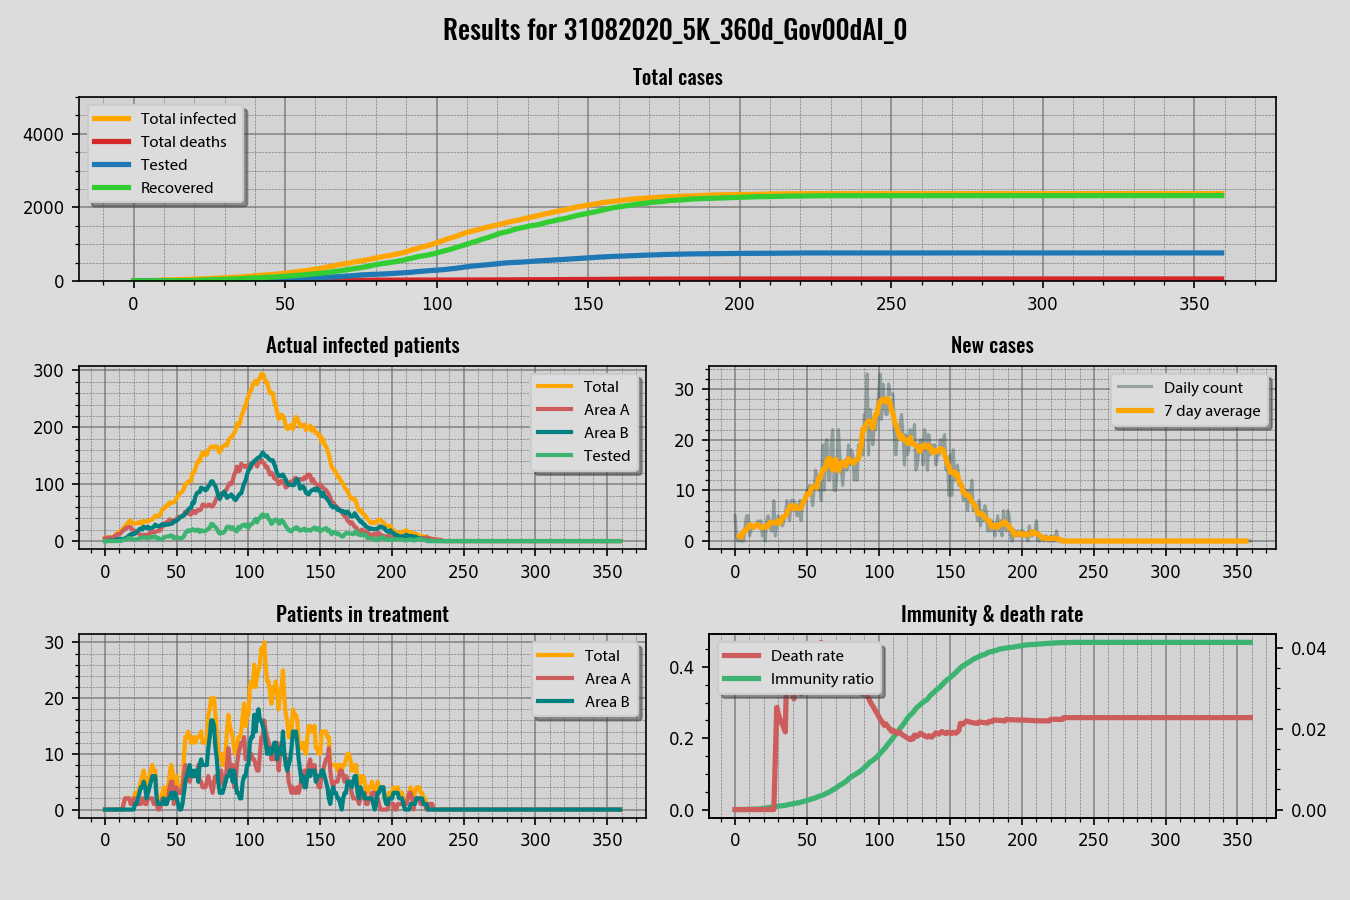 Results for 31082020_5K_360d_Gov00dAI_0
Total cases
Total infected
Total deaths
Tested
Recovered
4000
2000
0
0 50 100 150 200 250 300 350
Actual infected patients
Total
Area A
Area B
Tested
300
200
100
0
0 50 100 150 200 250 300 350
New cases
Daily count
7 day average
30
20
10
0
0 50 100 150 200 250 300 350
Patients in treatment
Total
Area A
Area B
30
20
10
0
0 50 100 150 200 250 300 350
Immunity & death rate
Death rate
Immunity ratio
0.4
0.2
0.0
0.04
0.02
0.00
0 50 100 150 200 250 300 350